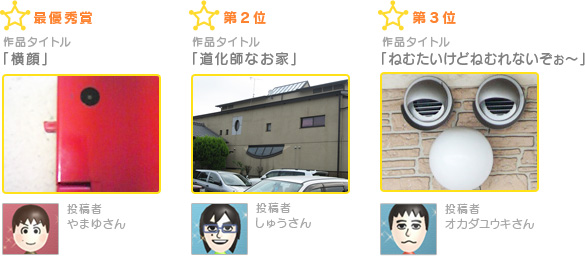 最優秀賞
作品タイトル
「横顔」
投稿者
やまゆさん
第２位
作品タイトル
「道化師なお家」
投稿者
しゅうさん
第３位
作品タイトル
「ねむたいけどねむれないぞぉ～」
投稿者
オカダユウキさん